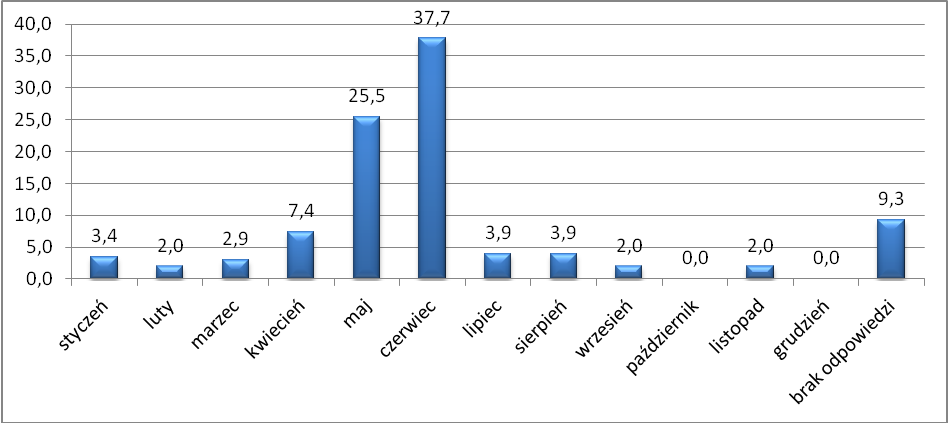 40,0
35,0
30,0
25,0
20,0
15,0
10,0
5,0
0,0
3,4
2,0
2,9
7,4
25,5
37,7
3,9
3,9
2,0
0,0
2,0
0,0
9,3
styczeń
luty
marzec
kwiecień
maj
czerwiec
lipiec
sierpień
wrzesień
październik
listopad
grudzień
brak odpowiedzi